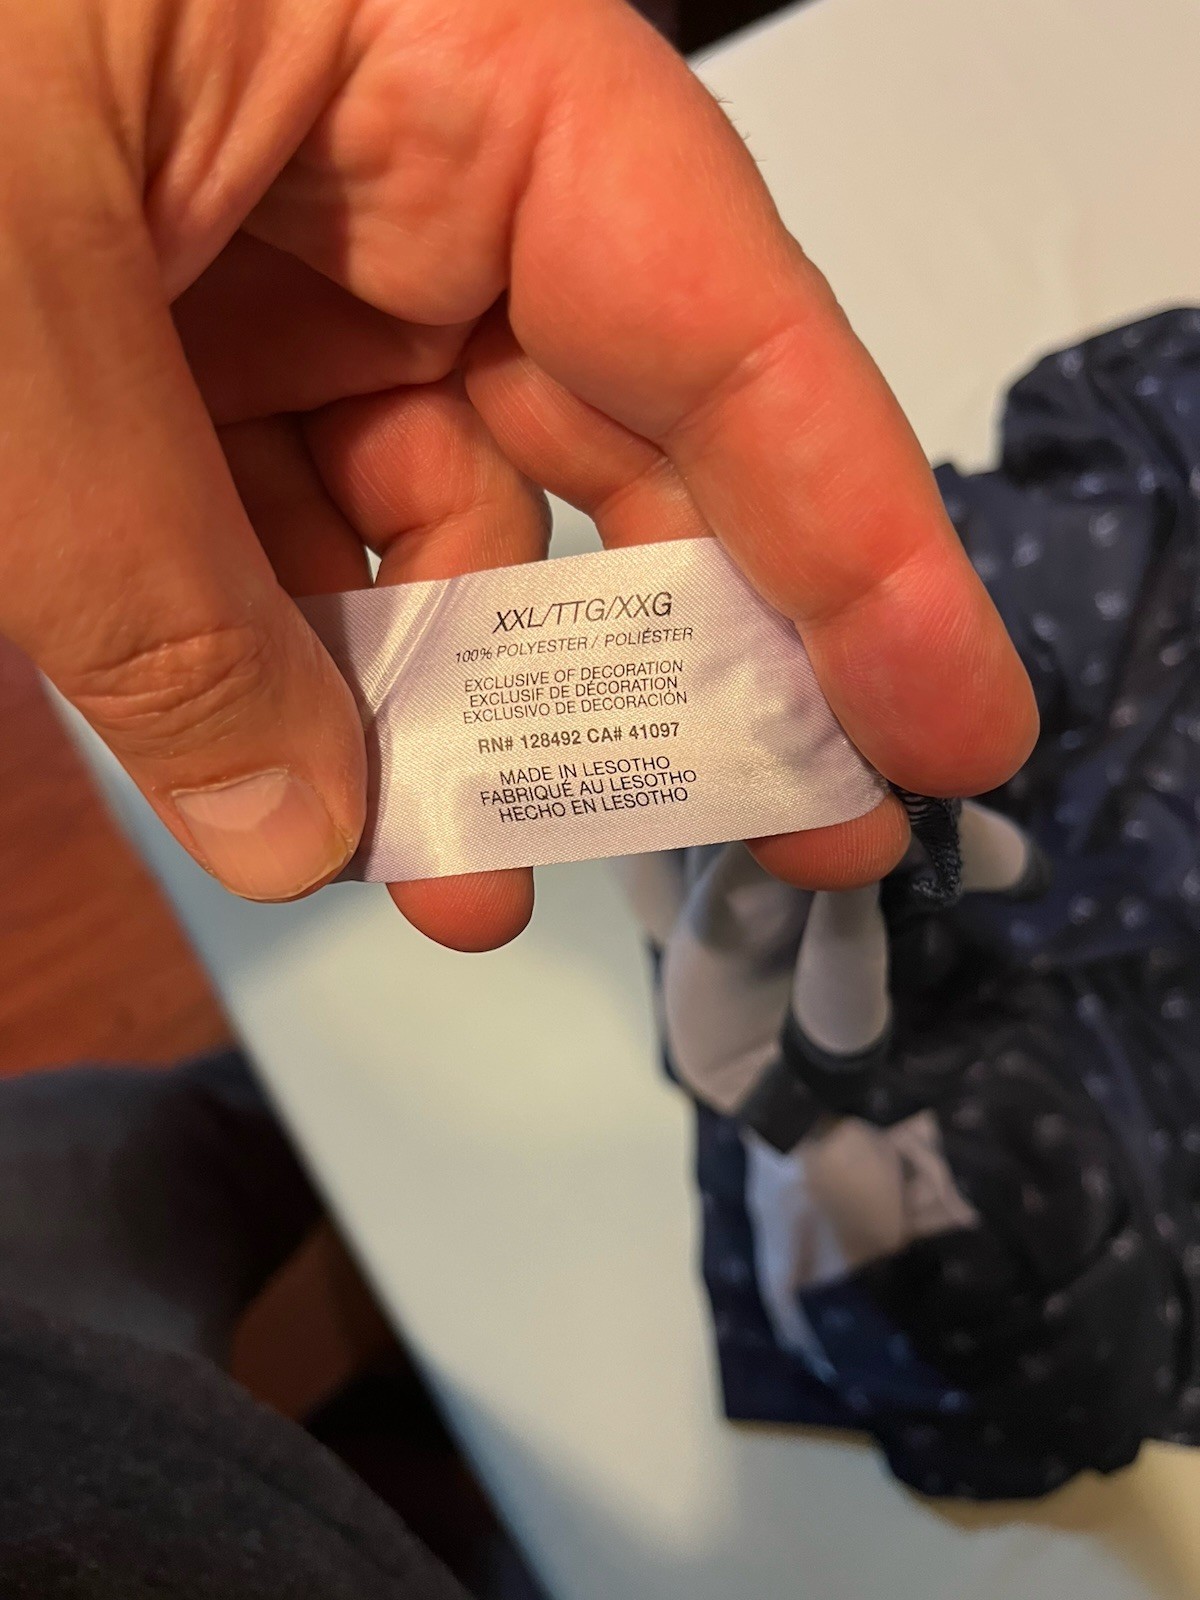 XXL/TTG/XXG
100% POLYESTER / POLIÉSTER
EXCLUSIVE OF DECORATION
EXCLUSIF DE DÉCORATION
EXCLUSIVO DE DECORACIÓN
RN# 128492 CA# 41097
MADE IN LESOTHO
FABRIQUÉ AU LESOTHO
HECHO EN LESOTHO